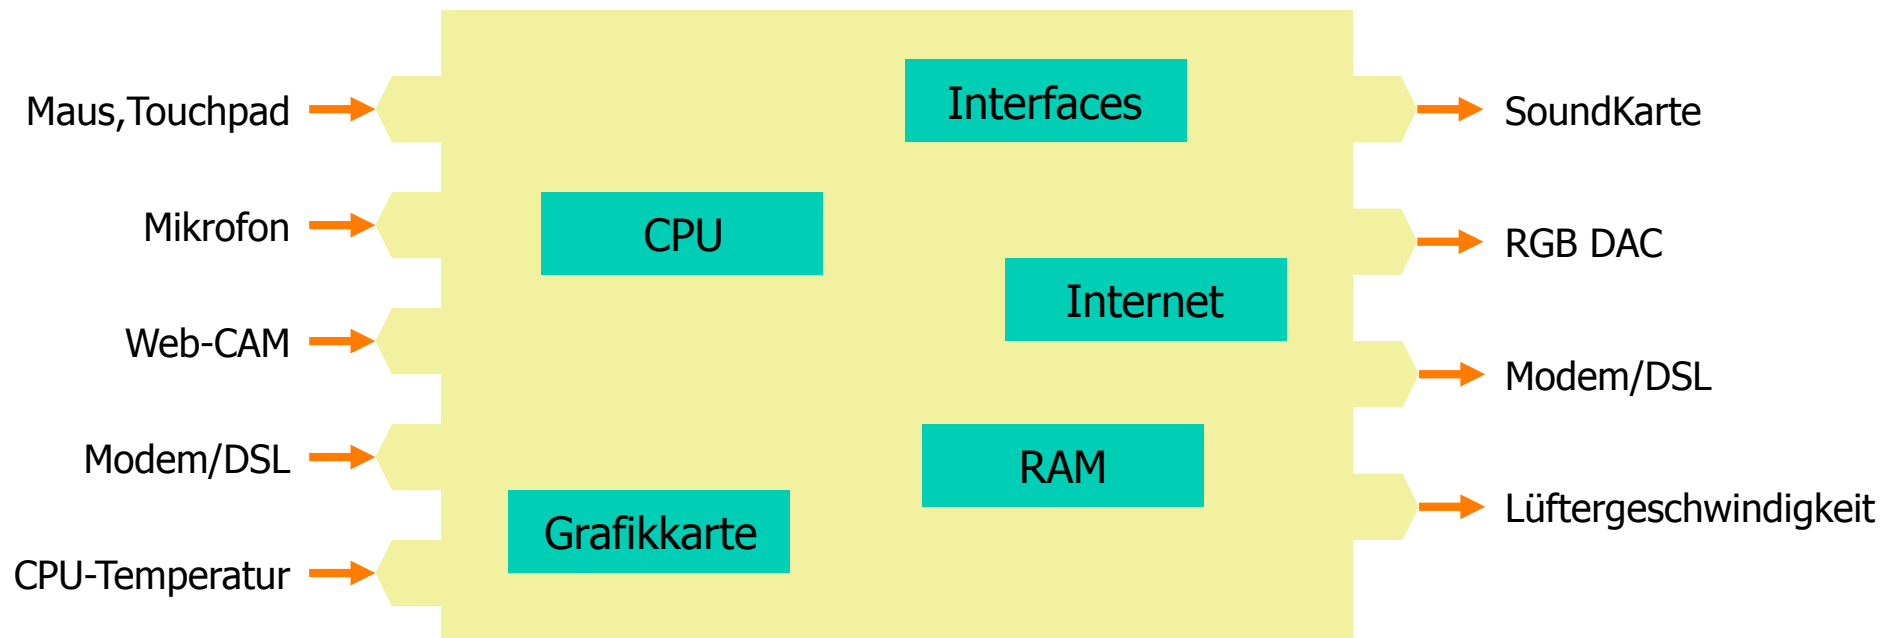 Maus,Touchpad
Mikrofon
Web-CAM
Modem/DSL
CPU-Temperatur
Interfaces
CPU
Internet
RAM
Grafikkarte
SoundKarte
RGB DAC
Modem/DSL
Lüftergeschwindigkeit